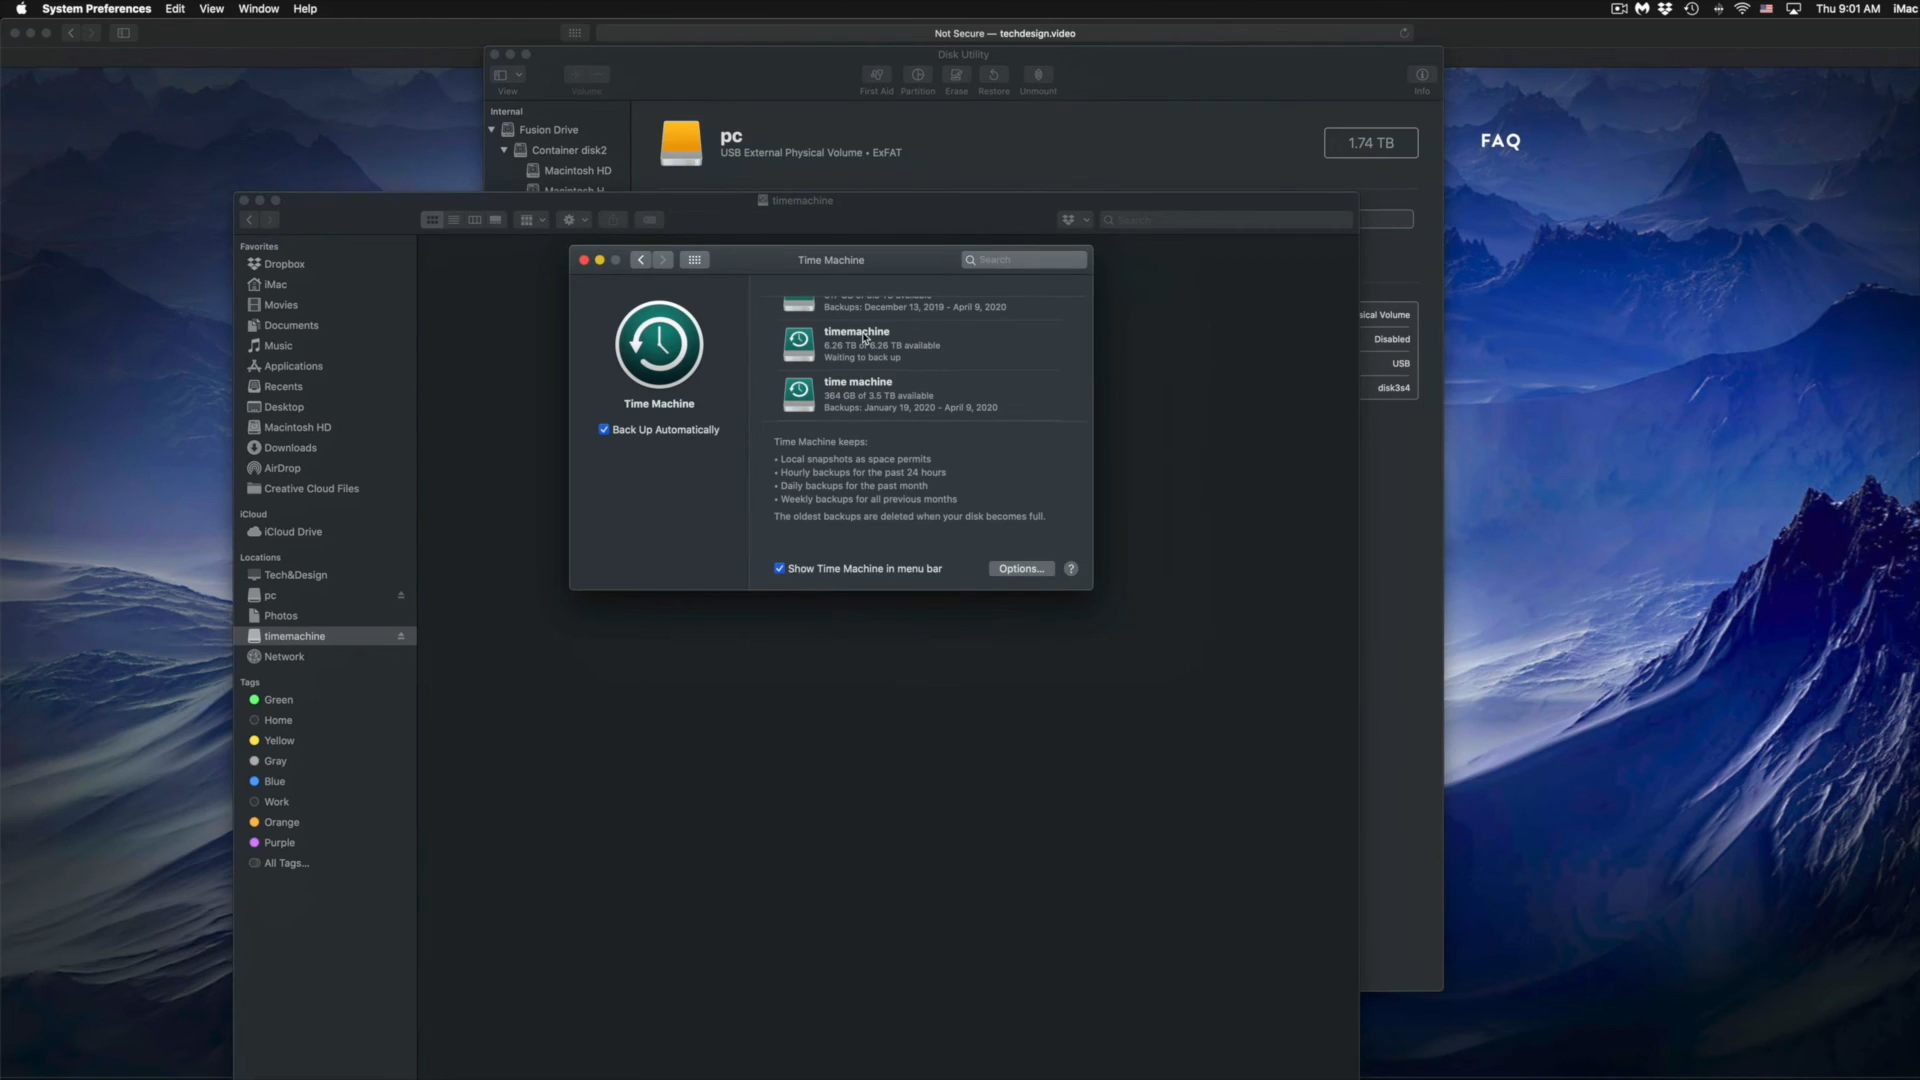 System Preferences Edit View Window Help
Thu 9:01 AM iMac
Not Secure — techdesign.video
Disk Utility
View
Volume
First Aid Partition Erase Restore Unmount
Info
Internal
Fusion Drive
Container disk2
Macintosh HD
pc
USB External Physical Volume • ExFAT
1.74 TB
FAQ
timemachine
Search
Favorites
Dropbox
iMac
Movies
Documents
Music
Applications
Recents
Desktop
Macintosh HD
Downloads
AirDrop
Creative Cloud Files
iCloud
iCloud Drive
Locations
Tech&Design
pc
Photos
timemachine
Network
Tags
Green
Home
Yellow
Gray
Blue
Work
Orange
Purple
All Tags...
Time Machine
Search
Time Machine
Back Up Automatically
Backups: December 13, 2019 - April 9, 2020
timemachine
6.26 TB of 6.26 TB available
Waiting to back up
time machine
364 GB of 3.5 TB available
Backups: January 19, 2020 - April 9, 2020
Time Machine keeps:
• Local snapshots as space permits
• Hourly backups for the past 24 hours
• Daily backups for the past month
• Weekly backups for all previous months
The oldest backups are deleted when your disk becomes full.
Show Time Machine in menu bar
Options...
?
Volume
Disabled
USB
disk3s4